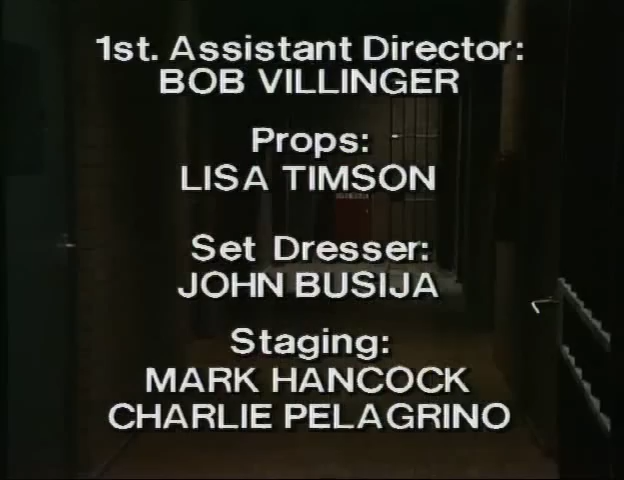 1st. Assistant Director:
BOB VILLINGER
Props:
LISA TIMSON
Set Dresser:
JOHN BUSIJA
Staging:
MARK HANCOCK
CHARLIE PELAGRINO